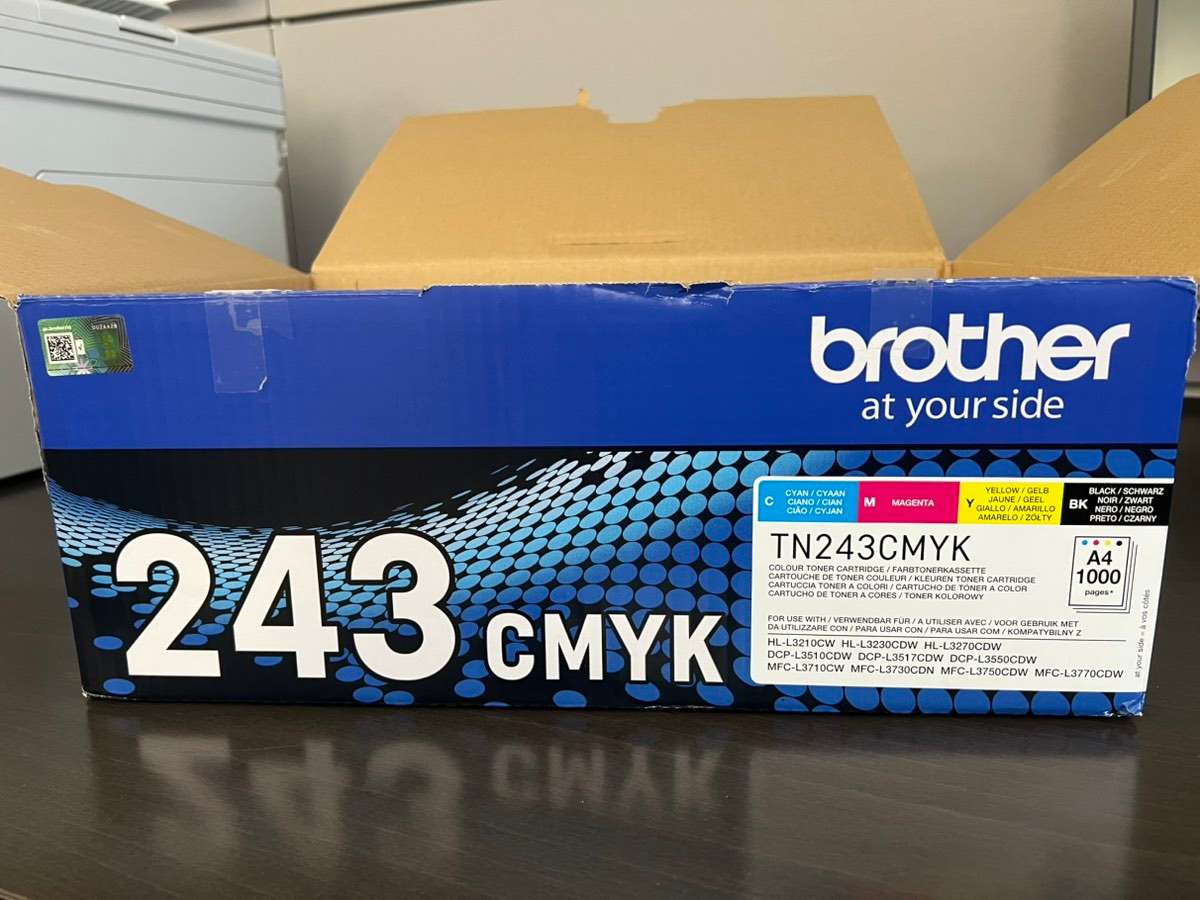 brother
at your side
C
CYAN / CYAAN
CIANO / CIAN
CIÃO / CYJAN
M
MAGENTA
Y
YELLOW / GELB
JAUNE / GEEL
GIALLO / AMARILLO
AMARELO / ŻÓŁTY
BK
BLACK / SCHWARZ
NOIR / ZWART
NERO / NEGRO
PRETO / CZARNY
TN243CMYK
COLOUR TONER CARTRIDGE / FARBTONERKASSETTE
CARTOUCHE DE TONER COULEUR / KLEUREN TONER CARTRIDGE
CARTUCCIA TONER A COLORI / CARTUCHO DE TONER A COLOR
CARTUCHO DE TONER A CORES / TONER KOLOROWY
A4
1000
pages*
FOR USE WITH / VERWENDBAR FÜR / A UTILISER AVEC / VOOR GEBRUIK MET
DA UTILIZZARE CON / PARA USAR CON / PARA USAR COM / KOMPATYBILNY Z
HL-L3210CW HL-L3230CDW HL-L3270CDW
DCP-L3510CDW DCP-L3517CDW DCP-L3550CDW
MFC-L3710CW MFC-L3730CDN MFC-L3750CDW MFC-L3770CDW
at your side = à vos côtés
243 CMYK